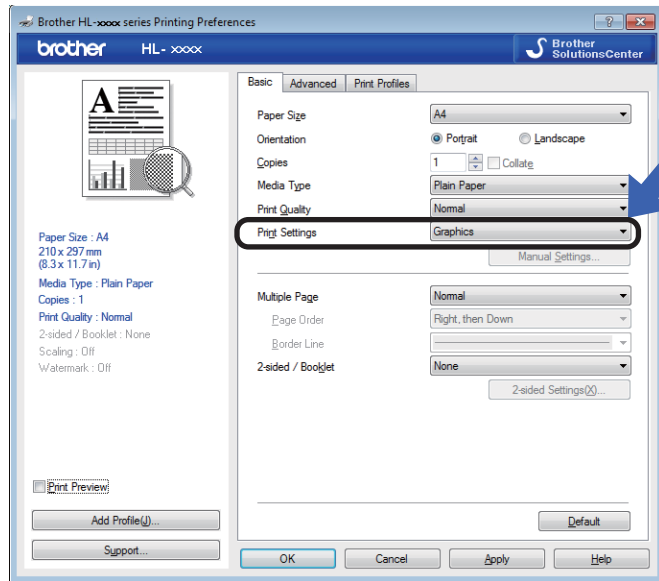 Brother HL-xxxx series Printing Preferences
brother HL- xxxx
Brother SolutionsCenter
A
Paper Size : A4
210 x 297 mm
(8.3 x 11.7 in)
Media Type : Plain Paper
Copies : 1
Print Quality : Normal
2-sided / Booklet : None
Scaling : Off
Watermark : Off
Print Preview
Add Profile(J)...
Support...
Basic Advanced Print Profiles
Paper Size A4
Orientation Portrait Landscape
Copies 1 Collate
Media Type Plain Paper
Print Quality Normal
Print Settings Graphics
Manual Settings...
Multiple Page Normal
Page Order Right, then Down
Border Line
2-sided / Booklet None
2-sided Settings(X)...
Default
OK Cancel Apply Help